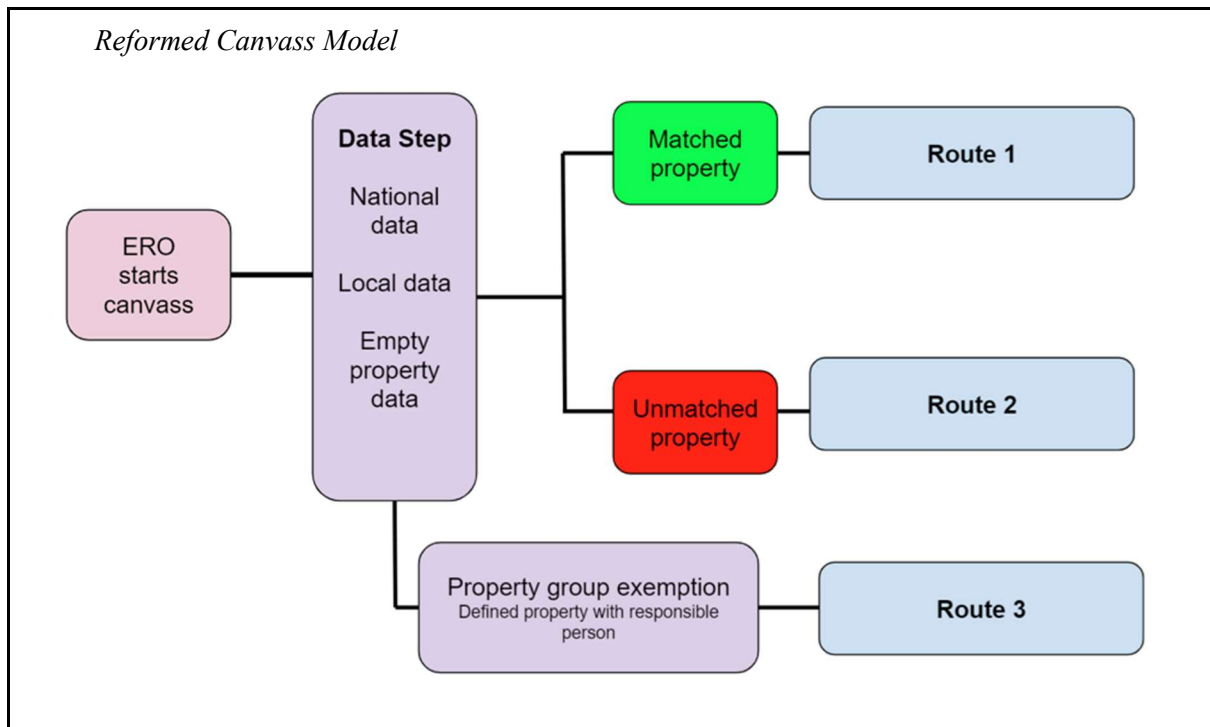 Reformed Canvass Model
ERO
starts
canvass
Data Step
National
data
Local data
Empty
property
data
Matched
property
Route 1
Unmatched
property
Route 2
Property group exemption
Defined property with responsible
person
Route 3